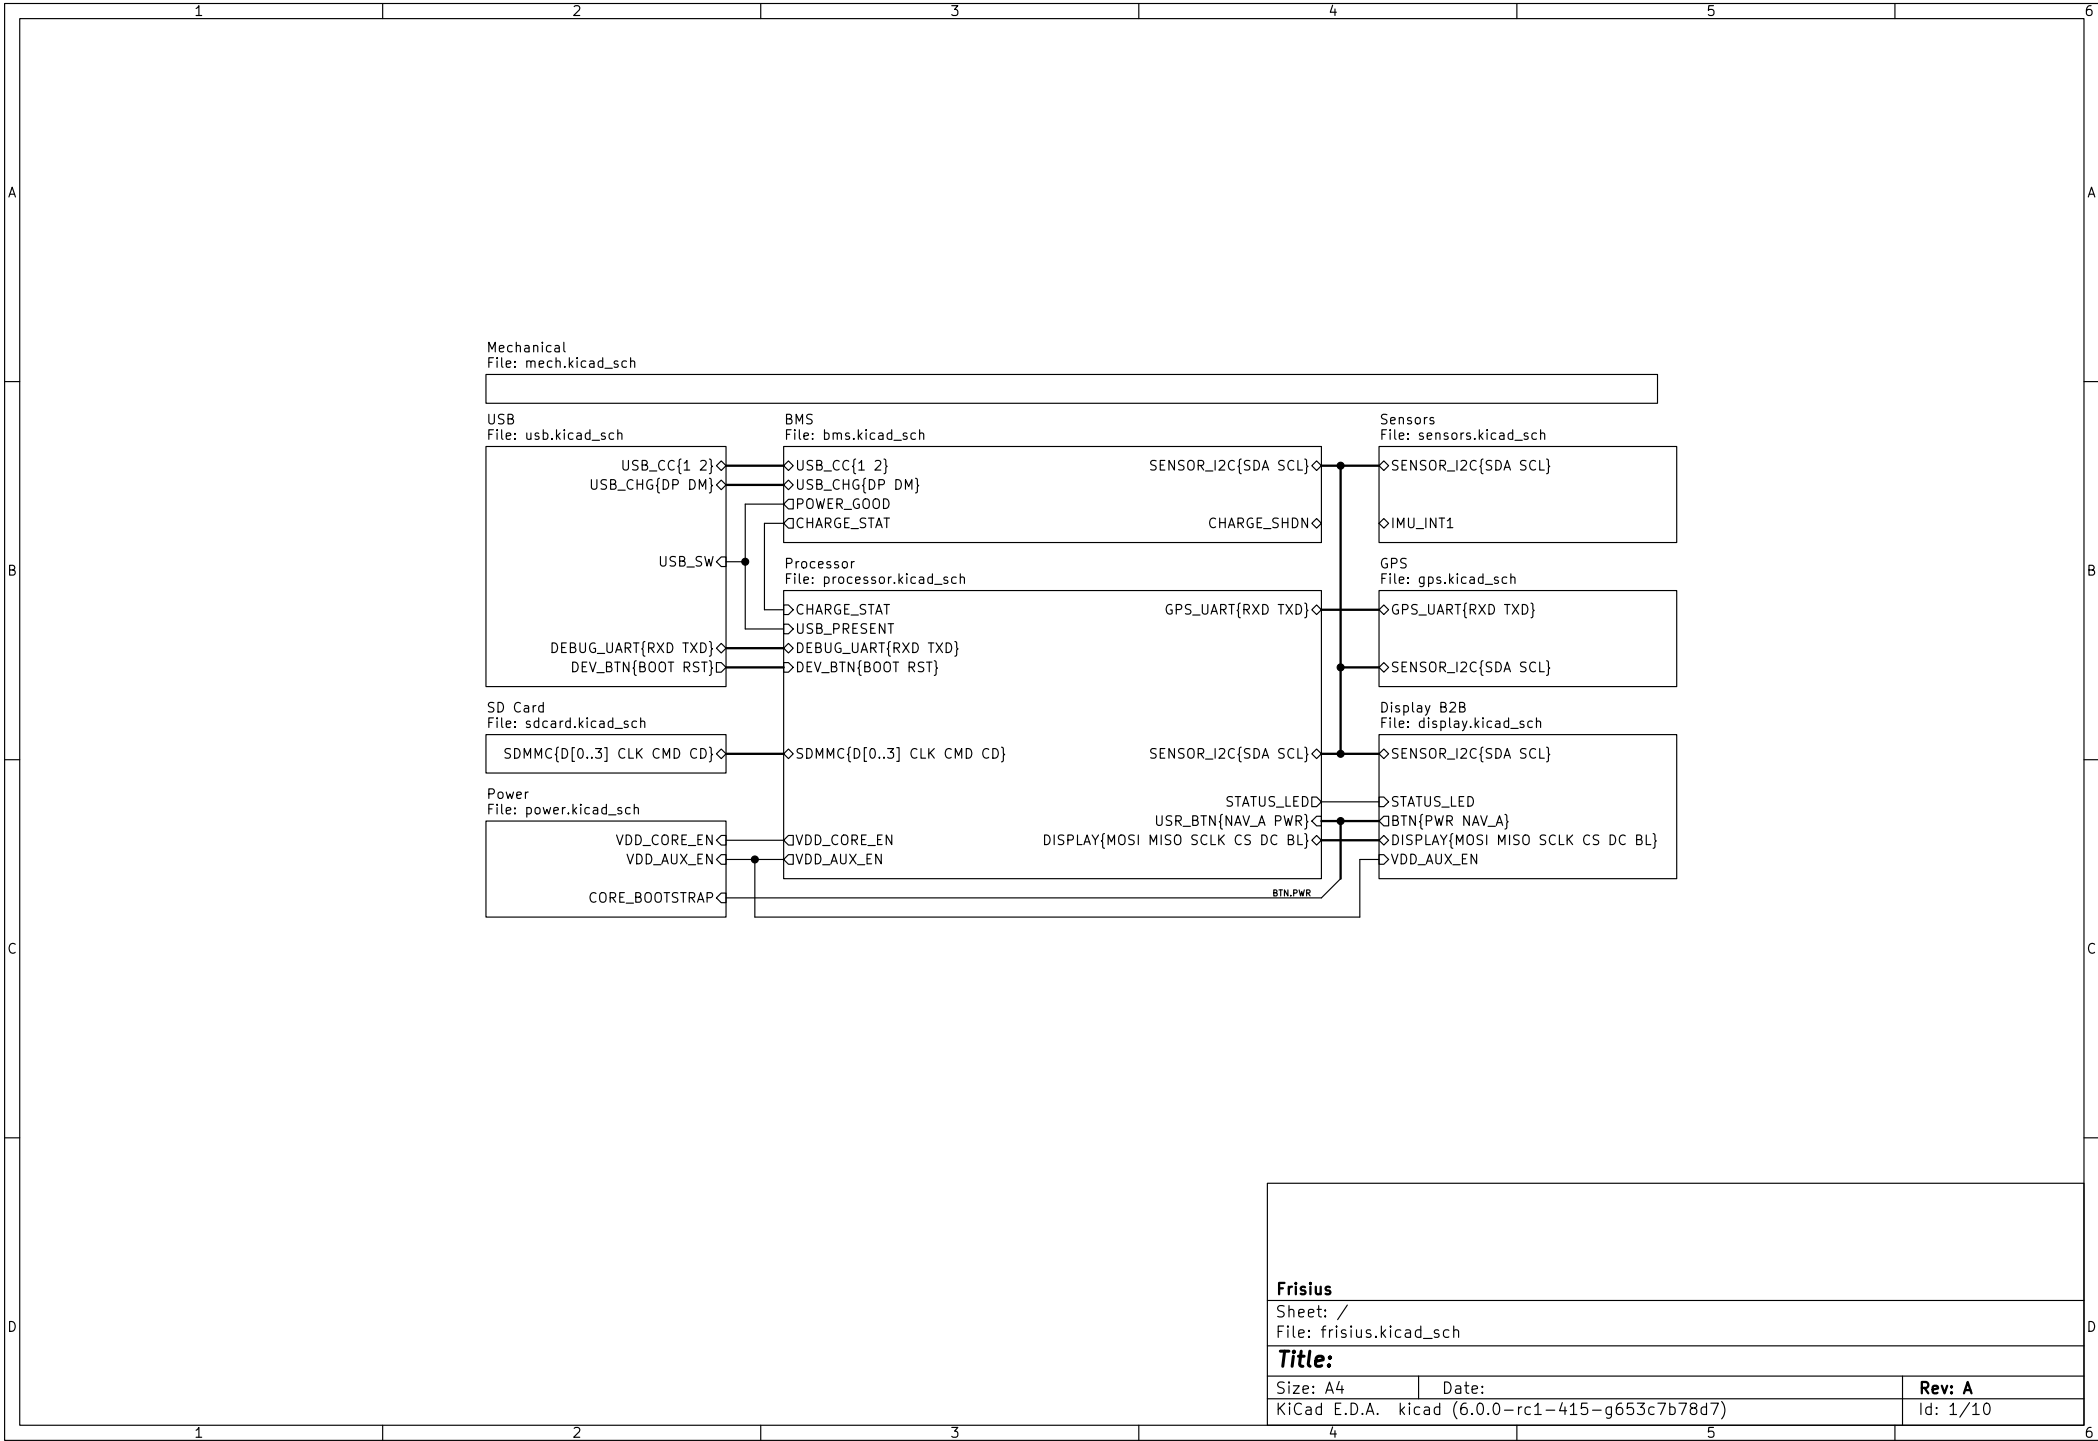 1 2 3 4 5 6
A A
Mechanical
File: mech.kicad_sch
USB
File: usb.kicad_sch
USB_CC{1 2}
USB_CHG{DP DM}
USB_SW
DEBUG_UART{RXD TXD}
DEV_BTN{BOOT RST}
BMS
File: bms.kicad_sch
USB_CC{1 2} SENSOR_I2C{SDA SCL}
USB_CHG{DP DM}
POWER_GOOD
CHARGE_STAT CHARGE_SHDN
Sensors
File: sensors.kicad_sch
SENSOR_I2C{SDA SCL}
IMU_INT1
B B
Processor
File: processor.kicad_sch
CHARGE_STAT GPS_UART{RXD TXD}
USB_PRESENT
DEBUG_UART{RXD TXD}
DEV_BTN{BOOT RST}
SDMMC{D[0..3] CLK CMD CD} SENSOR_I2C{SDA SCL}
STATUS_LED
USR_BTN{NAV_A PWR}
VDD_CORE_EN DISPLAY{MOSI MISO SCLK CS DC BL}
VDD_AUX_EN
GPS
File: gps.kicad_sch
GPS_UART{RXD TXD}
SENSOR_I2C{SDA SCL}
SD Card
File: sdcard.kicad_sch
SDMMC{D[0..3] CLK CMD CD}
Display B2B
File: display.kicad_sch
SENSOR_I2C{SDA SCL}
STATUS_LED
BTN{PWR NAV_A}
DISPLAY{MOSI MISO SCLK CS DC BL}
VDD_AUX_EN
Power
File: power.kicad_sch
VDD_CORE_EN
VDD_AUX_EN
CORE_BOOTSTRAP
BTN.PWR
C C
Frisius
Sheet: /
File: frisius.kicad_sch
D D
Title:
Size: A4 Date: Rev: A
KiCad E.D.A. kicad (6.0.0-rc1-415-g653c7b78d7) Id: 1/10
1 2 3 4 5 6